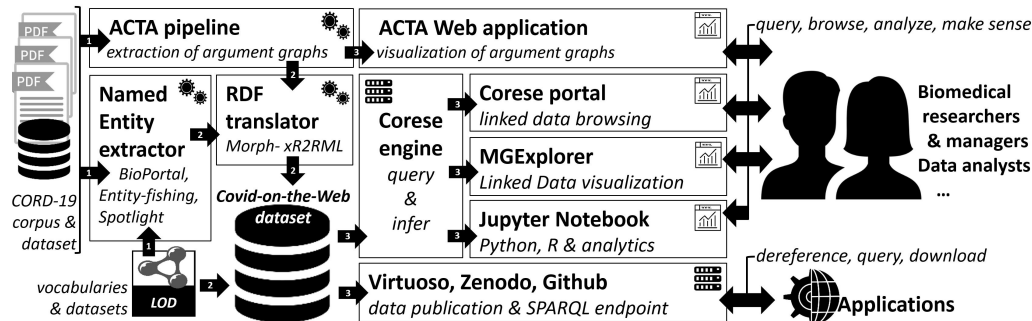 PDF
PDF
PDF
CORD-19
corpus &
dataset
1
1
ACTA pipeline
extraction of argument graphs
3
ACTA Web application
visualization of argument graphs
2
Named
Entity
extractor
BioPortal,
Entity-fishing,
Spotlight
2
RDF
translator
Morph- xR2RML
2
Covid-on-the-Web
dataset
1
vocabularies
& datasets
LOD
2
3
3
Corese
engine
query
&
infer
3
Corese portal
linked data browsing
3
MGExplorer
Linked Data visualization
3
Jupyter Notebook
Python, R & analytics
Virtuoso, Zenodo, Github
data publication & SPARQL endpoint
query, browse, analyze, make sense
Biomedical
researchers
& managers
Data analysts
...
dereference, query, download
Applications